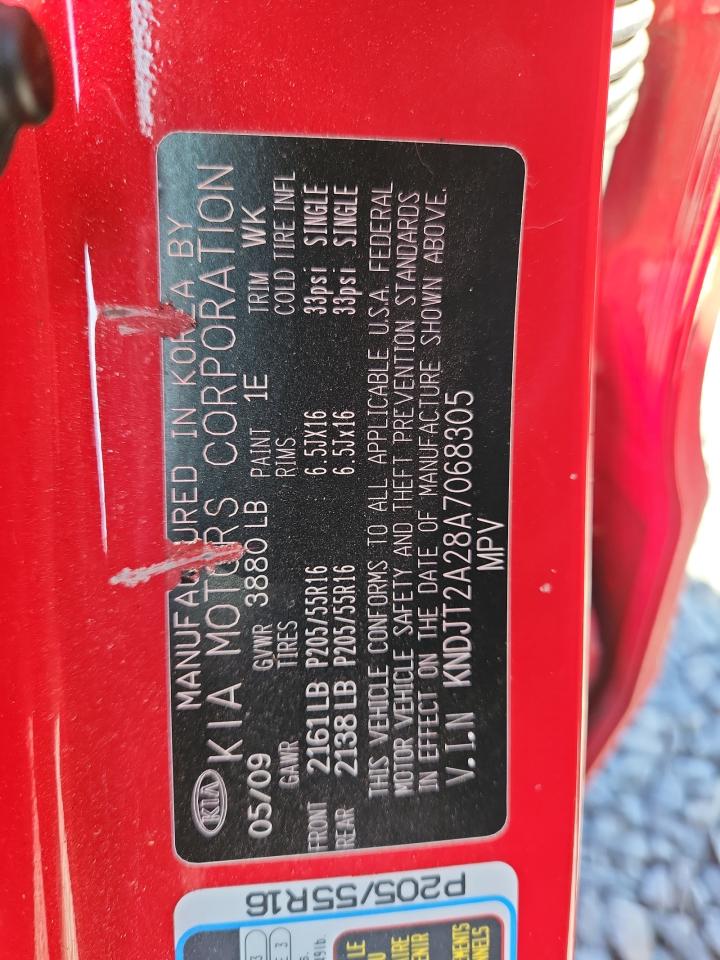 MANUFACTURED IN KOREA BY
KIA KIA MOTORS CORPORATION
05/09 GVWR 3880 LB PAINT 1E TRIM WK
GAWR TIRES RIMS COLD TIRE INFL
FRONT 2161 LB P205/55R16 6.5JX16 33psi SINGLE
REAR 2138 LB P205/55R16 6.5Jx16 33psi SINGLE
THIS VEHICLE CONFORMS TO ALL APPLICABLE U.S.A. FEDERAL
MOTOR VEHICLE SAFETY AND THEFT PREVENTION STANDARDS
IN EFFECT ON THE DATE OF MANUFACTURE SHOWN ABOVE.
V.I.N KNDJT2A28A7068305
MPV
P205/55R16